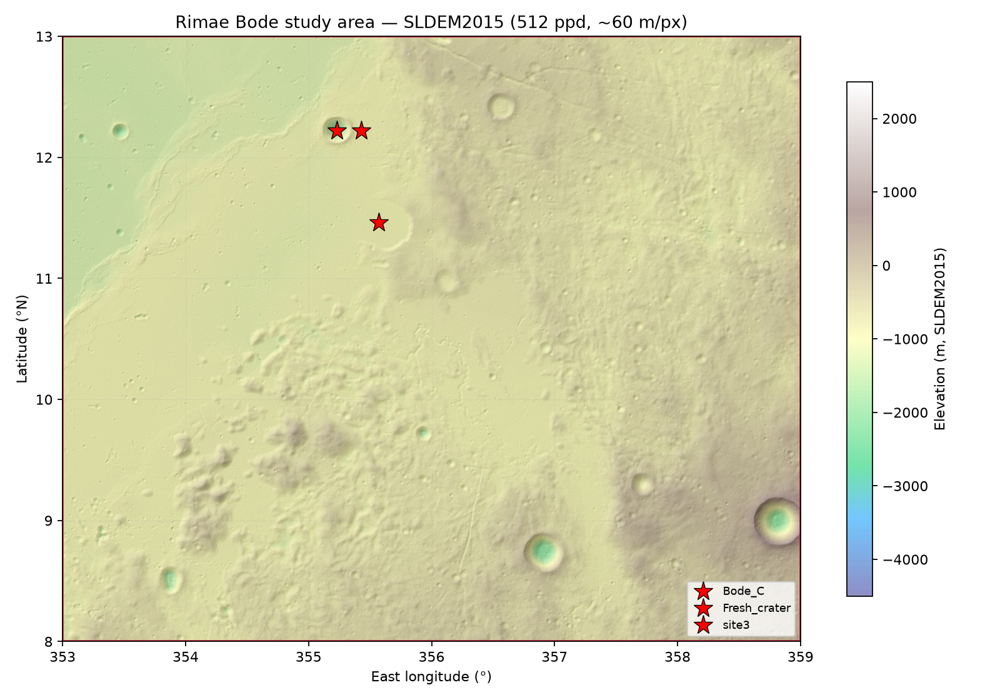 Rimae Bode study area — SLDEM2015 (512 ppd, ~60 m/px)
13
12
11
10
9
8
Latitude (°N)
353
354
355
356
357
358
359
East longitude (°)
Bode_C
Fresh_crater
site3
2000
1000
0
−1000
−2000
−3000
−4000
Elevation (m, SLDEM2015)